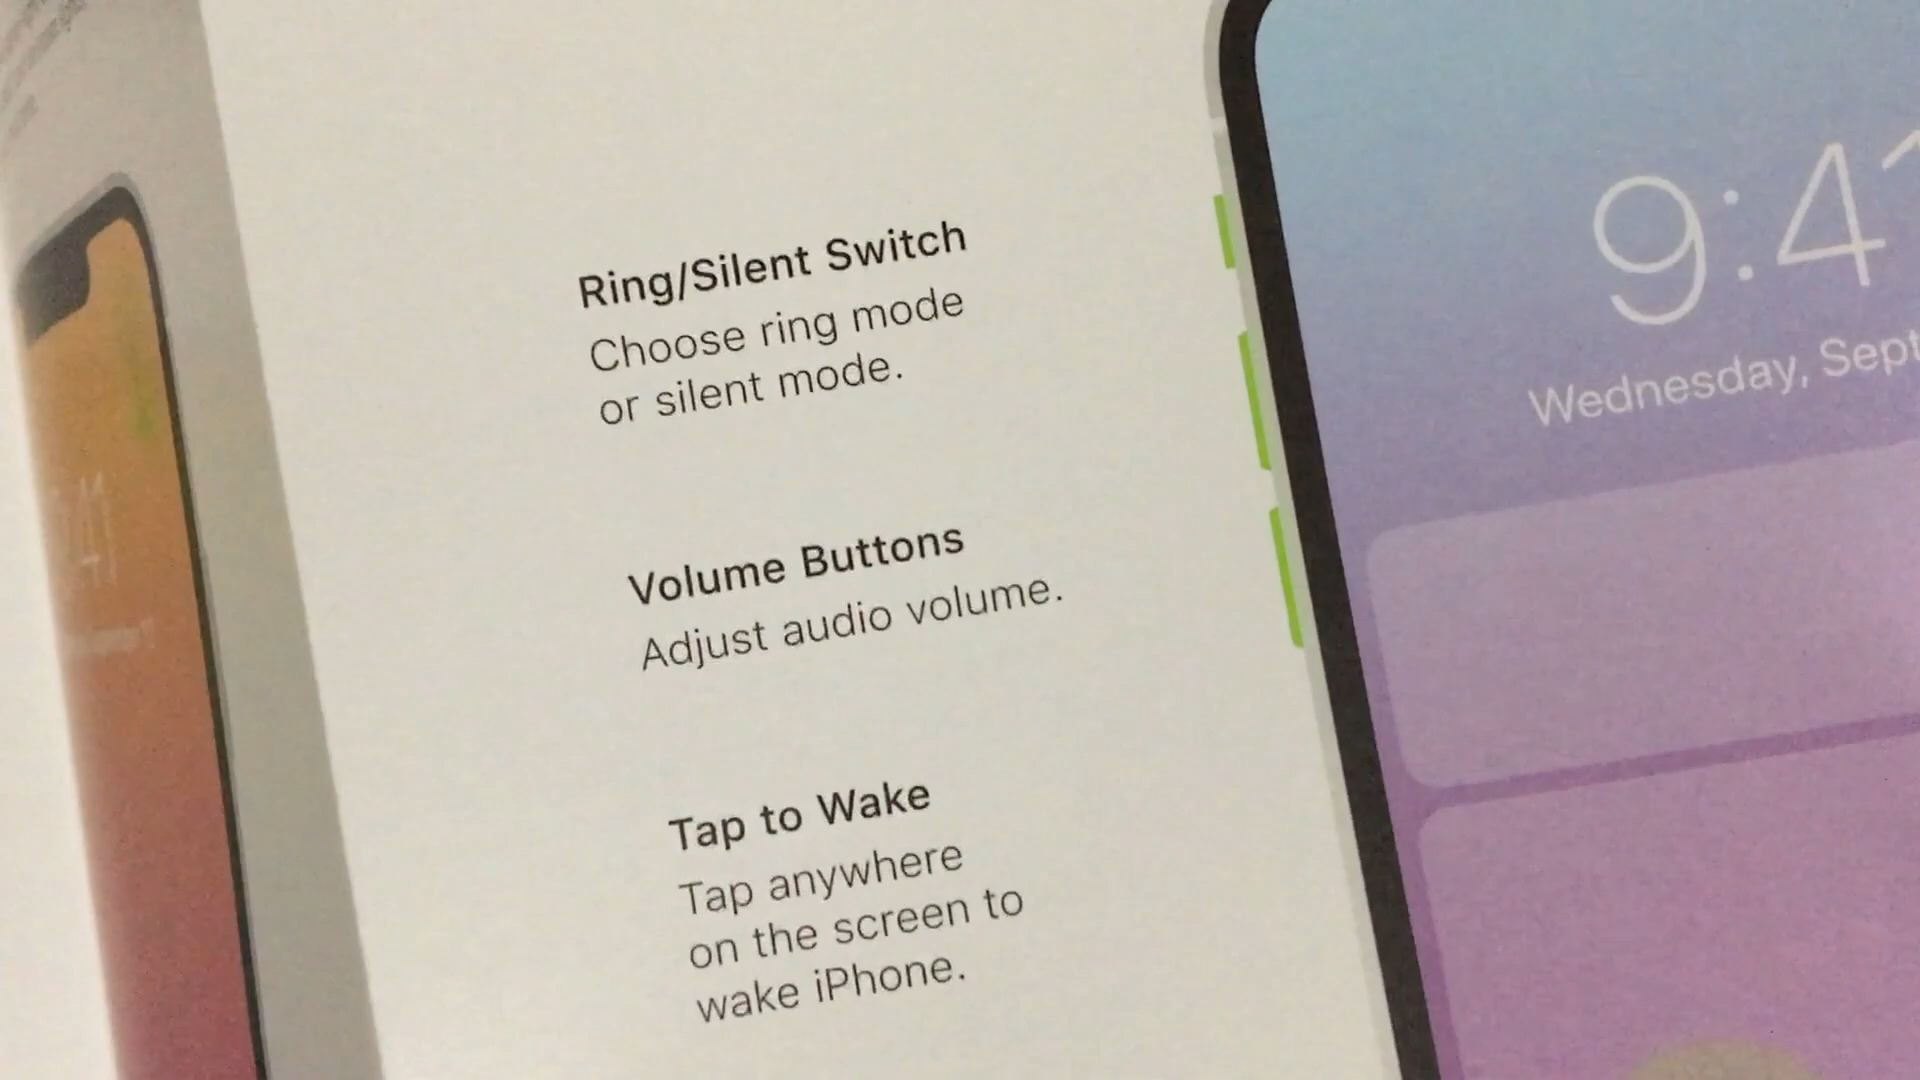 Ring/Silent Switch
Choose ring mode
or silent mode.
Volume Buttons
Adjust audio volume.
Tap to Wake
Tap anywhere
on the screen to
wake iPhone.
9:41
Wednesday, Sept